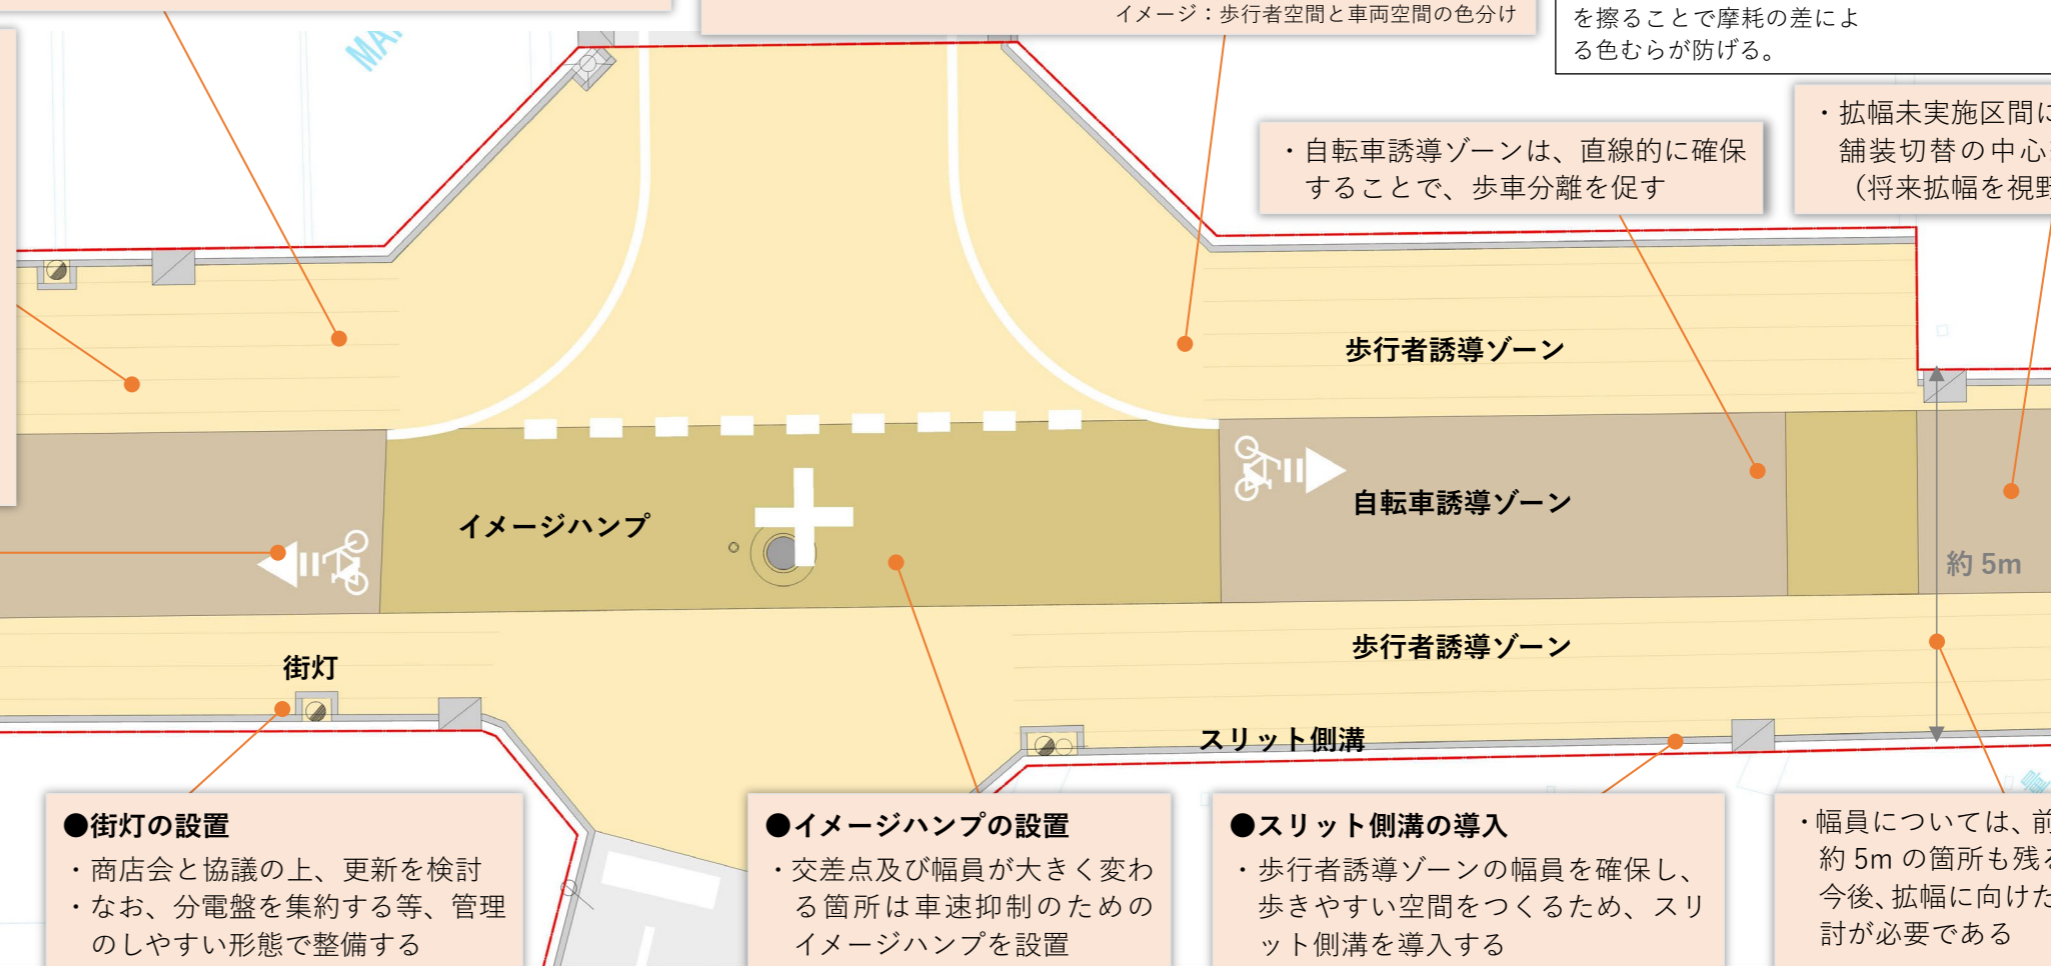 イメージ：歩行者空間と車両空間の色分け
を擦ることで摩耗の差によ
る色むらが防げる。
・自転車誘導ゾーンは、直線的に確保
することで、歩車分離を促す
・拡幅未実施区間に
舗装切替の中心
（将来拡幅を視野
歩行者誘導ゾーン
自転車誘導ゾーン
イメージハンプ
約 5m
歩行者誘導ゾーン
街灯
スリット側溝
●街灯の設置
・商店会と協議の上、更新を検討
・なお、分電盤を集約する等、管理
のしやすい形態で整備する
●イメージハンプの設置
・交差点及び幅員が大きく変わ
る箇所は車速抑制のための
イメージハンプを設置
●スリット側溝の導入
・歩行者誘導ゾーンの幅員を確保し、
歩きやすい空間をつくるため、スリ
ット側溝を導入する
・幅員については、前
約 5m の箇所も残る
今後、拡幅に向けた
討が必要である